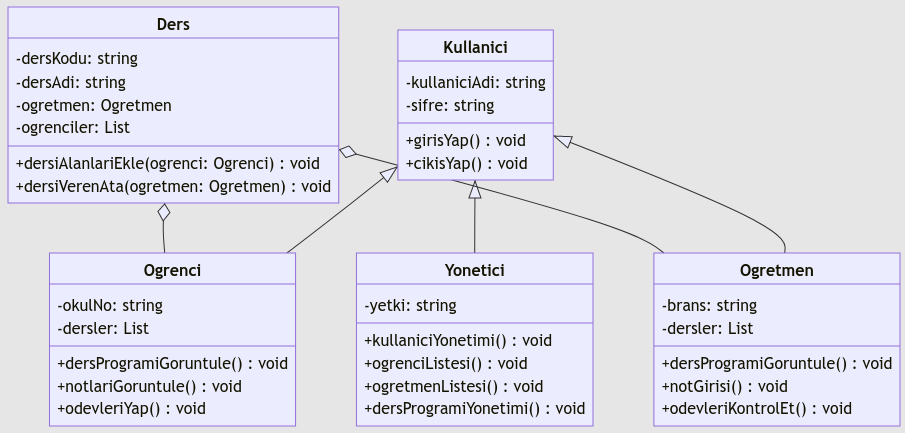 Ders
-dersKodu: string
-dersAdi: string
-ogretmen: Ogretmen
-ogrenciler: List
+dersiAlanlariEkle(ogrenci: Ogrenci) : void
+dersiVerenAta(ogretmen: Ogretmen) : void
Kullanici
-kullaniciAdi: string
-sifre: string
+girisYap() : void
+cikisYap() : void
Ogrenci
-okulNo: string
-dersler: List
+dersProgramiGoruntule() : void
+notlariGoruntule() : void
+odevleriYap() : void
Yonetici
-yetki: string
+kullaniciYonetimi() : void
+ogrenciListesi() : void
+ogretmenListesi() : void
+dersProgramiYonetimi() : void
Ogretmen
-brans: string
-dersler: List
+dersProgramiGoruntule() : void
+notGirisi() : void
+odevleriKontrolEt() : void